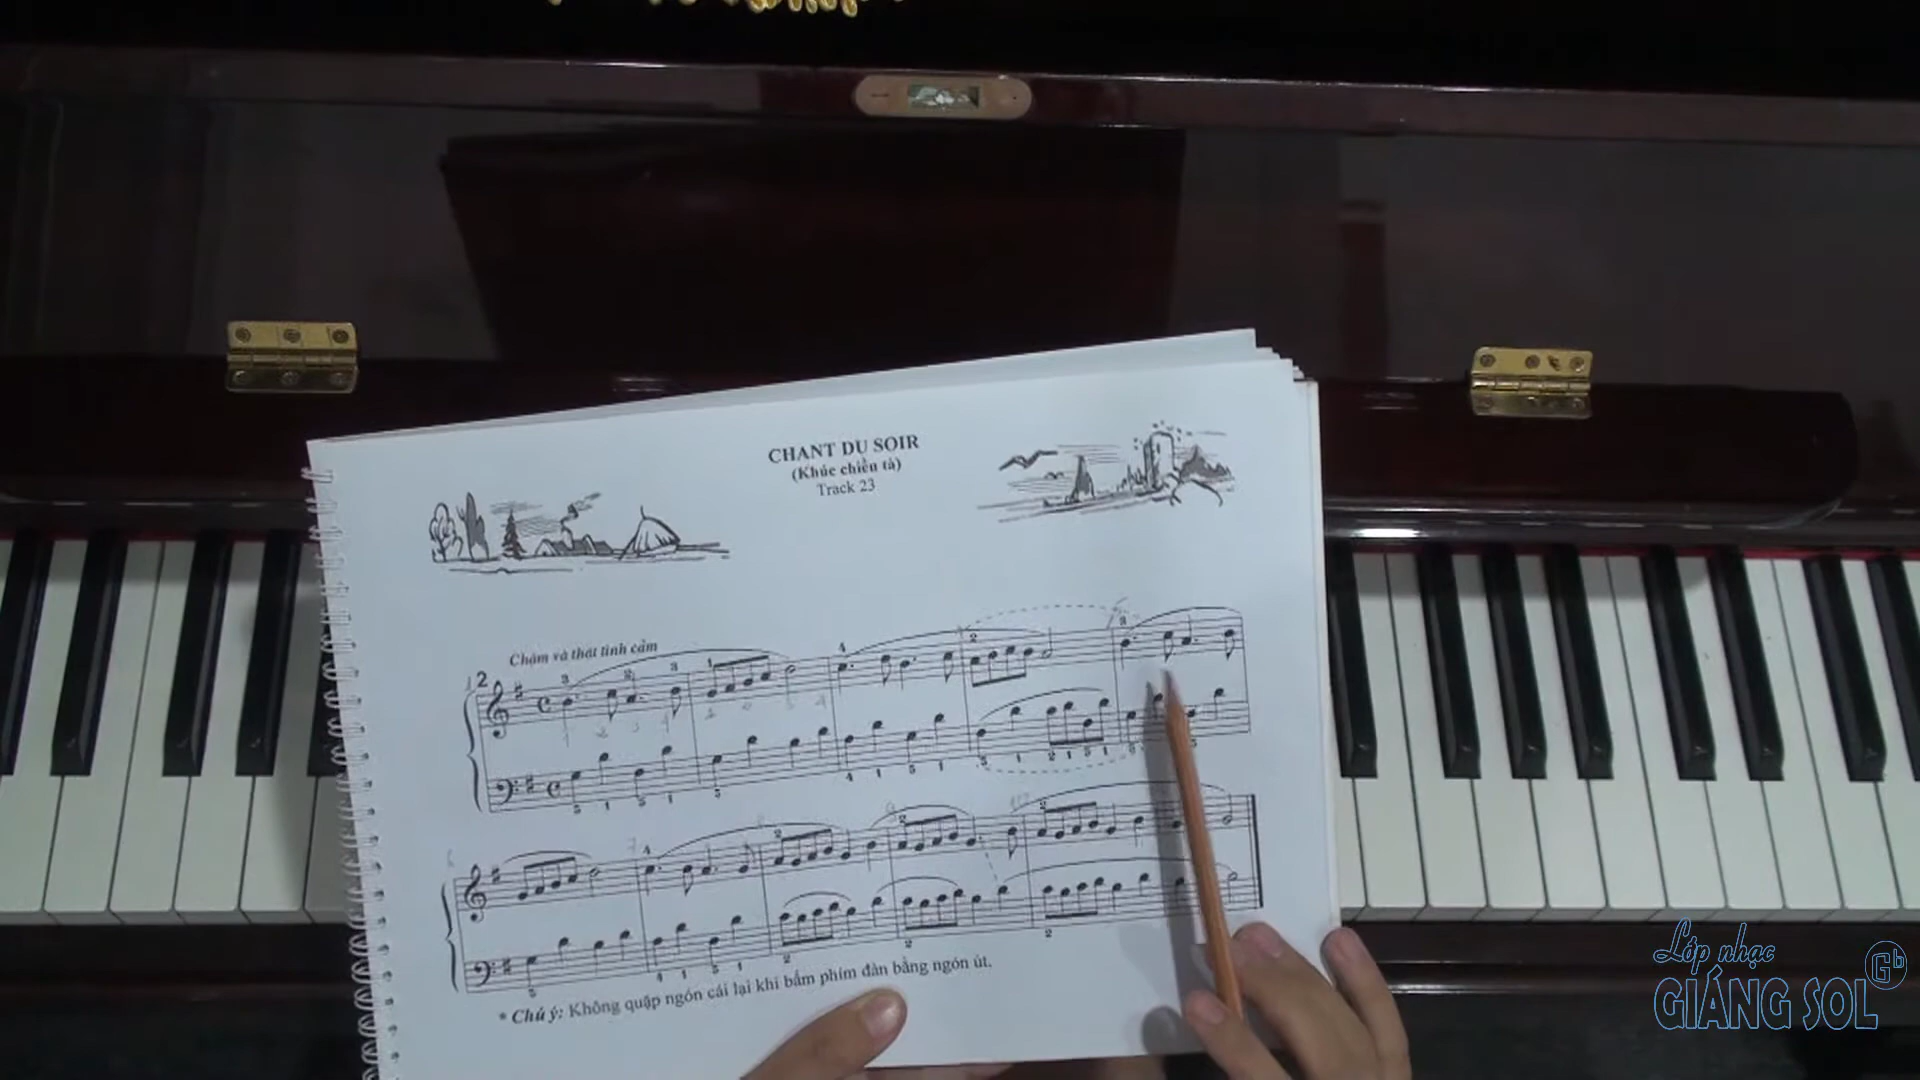 CHANT DU SOIR
(Khúc chiều tà)
Track 23
Chậm và thật tình cảm
* Chú ý: Không quặp ngón cái lại khi bấm phím đàn bằng ngón út.
Lớp nhạc
GIÁNG SOL
Gb